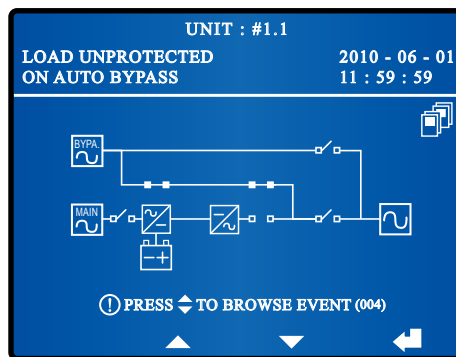 UNIT : #1.1
LOAD UNPROTECTED 2010 - 06 - 01
ON AUTO BYPASS 11 : 59 : 59
BYPA.
MAIN
! PRESS TO BROWSE EVENT (004)